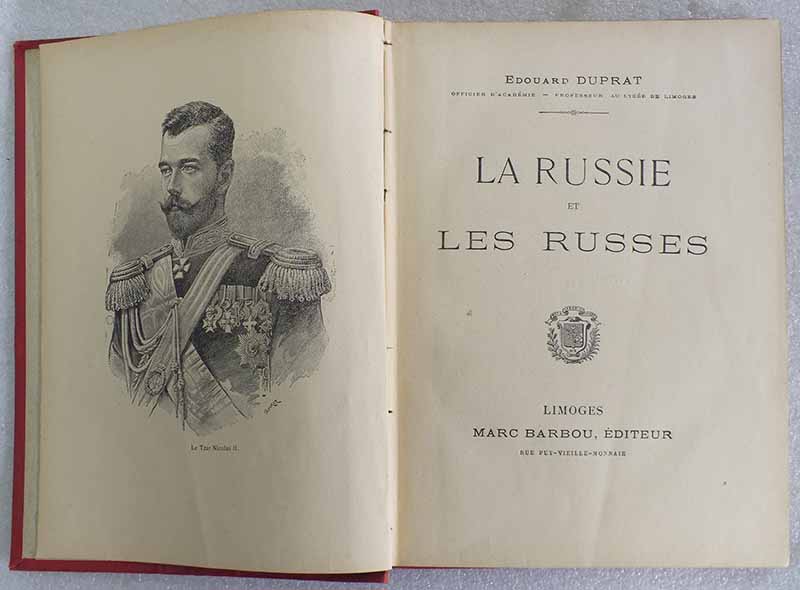 Le Tzar Nicolas II.
EDOUARD DUPRAT
OFFICIER D'ACADÉMIE — PROFESSEUR AU LYCÉE DE LIMOGES
LA RUSSIE
ET
LES RUSSES
LIMOGES
MARC BARBOU, ÉDITEUR
RUE PUY-VIEILLE-MONNAIE